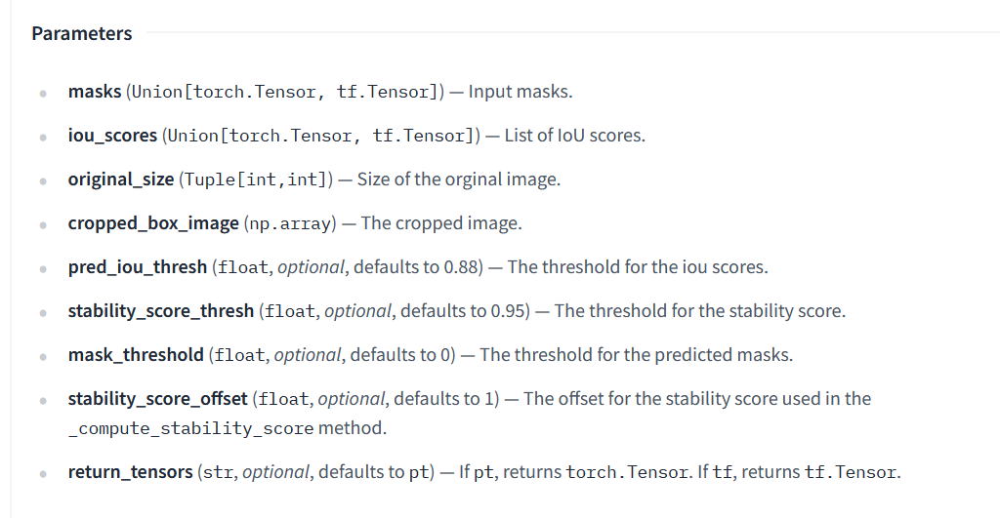 Parameters
masks (Union[torch.Tensor, tf.Tensor]) — Input masks.
iou_scores (Union[torch.Tensor, tf.Tensor]) — List of IoU scores.
original_size (Tuple[int,int]) — Size of the orginal image.
cropped_box_image (np.array) — The cropped image.
pred_iou_thresh (float, optional, defaults to 0.88) — The threshold for the iou scores.
stability_score_thresh (float, optional, defaults to 0.95) — The threshold for the stability score.
mask_threshold (float, optional, defaults to 0) — The threshold for the predicted masks.
stability_score_offset (float, optional, defaults to 1) — The offset for the stability score used in the
_compute_stability_score method.
return_tensors (str, optional, defaults to pt) — If pt, returns torch.Tensor. If tf, returns tf.Tensor.